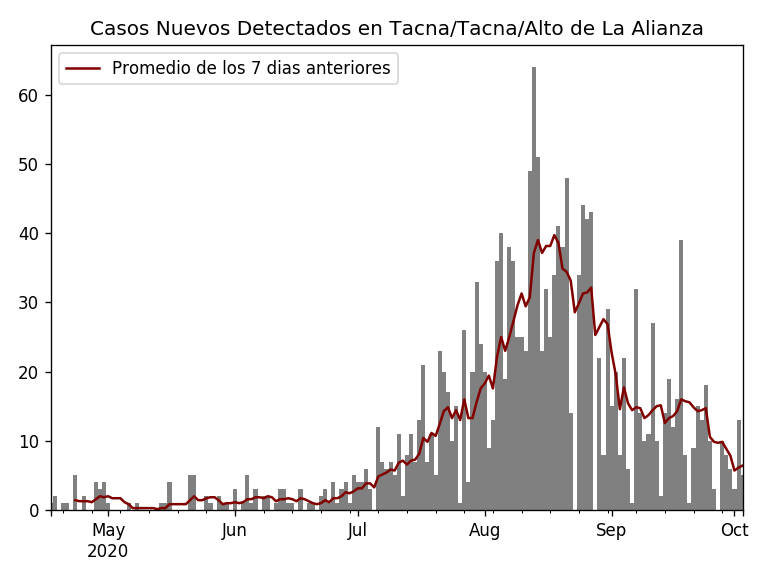 Casos Nuevos Detectados en Tacna/Tacna/Alto de La Alianza
Promedio de los 7 dias anteriores
60
50
40
30
20
10
0
May Jun Jul Aug Sep Oct
2020